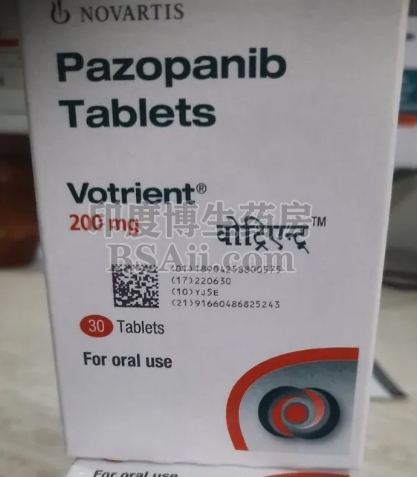 NOVARTIS
Pazopanib
Tablets
Votrient®
200 mg
वोट्रिएन्ट्™
印度博生药房
BSAii.com
(17)220630
(10)YJ5E
(21)91660486825243
30 Tablets
For oral use
For oral use